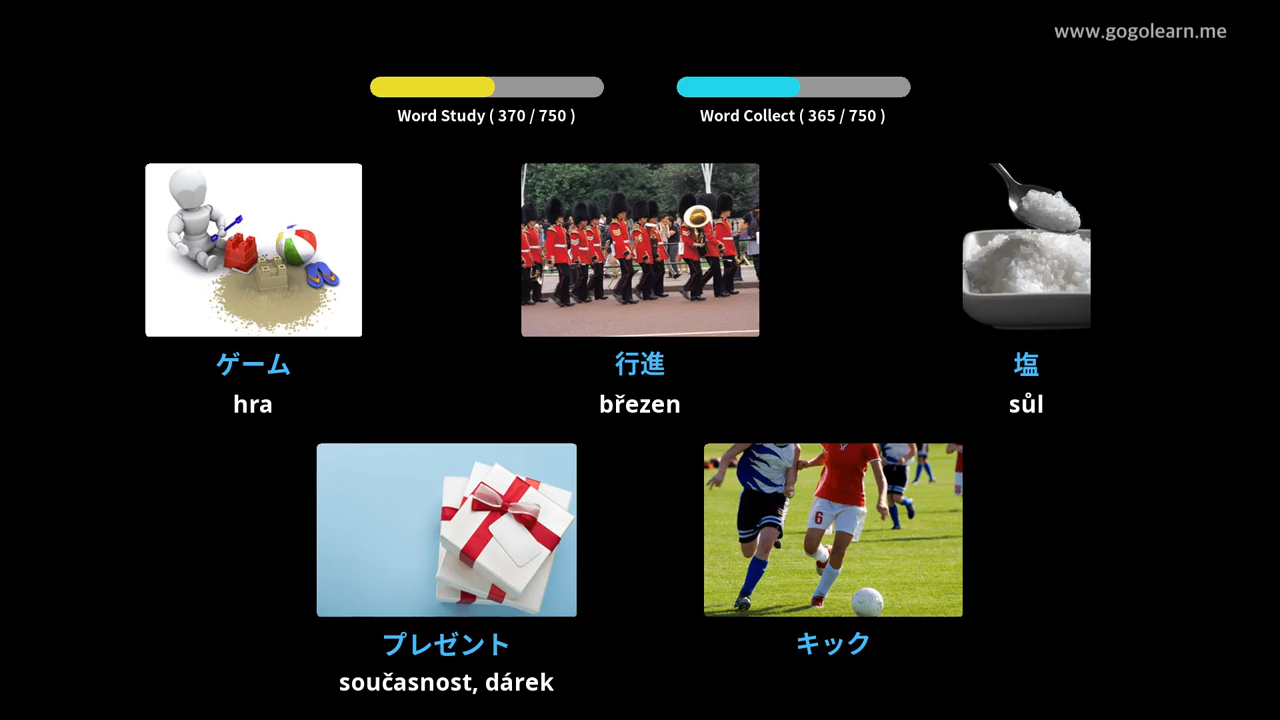 www.gogolearn.me
Word Study ( 370 / 750 )
Word Collect ( 365 / 750 )
ゲーム
行進
塩
hra
březen
sůl
6
プレゼント
キック
současnost, dárek